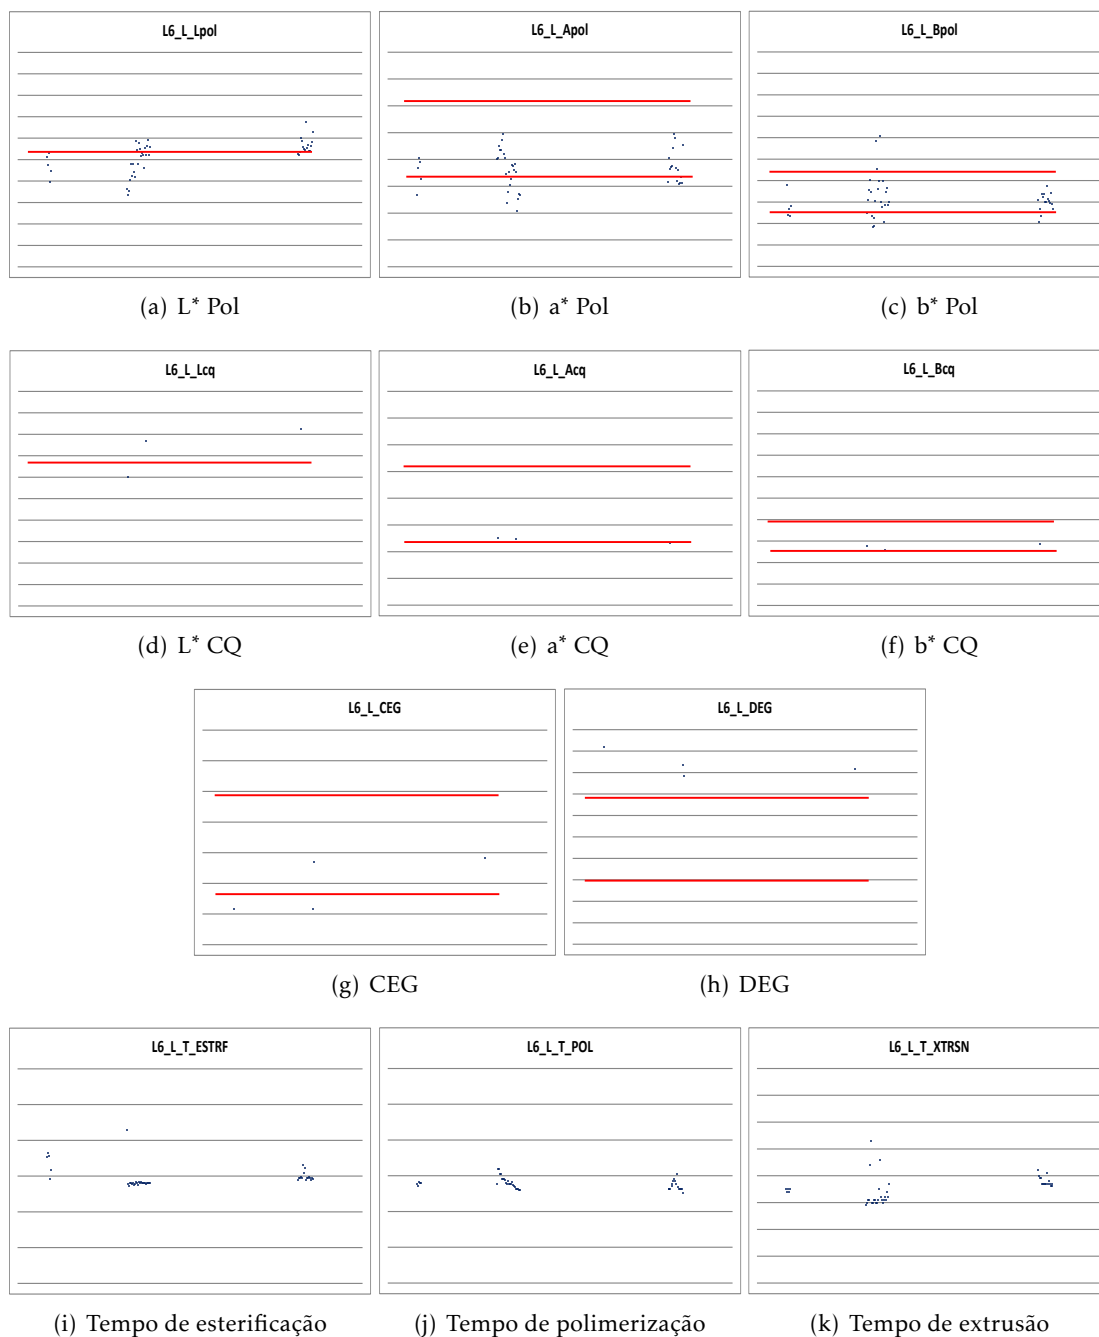 L6_L_Lpol
L6_L_Apol
L6_L_Bpol
(a) L* Pol
(b) a* Pol
(c) b* Pol
L6_L_Lcq
L6_L_Acq
L6_L_Bcq
(d) L* CQ
(e) a* CQ
(f) b* CQ
L6_L_CEG
L6_L_DEG
(g) CEG
(h) DEG
L6_L_T_ESTRF
L6_L_T_POL
L6_L_T_XTRSN
(i) Tempo de esterificação
(j) Tempo de polimerização
(k) Tempo de extrusão